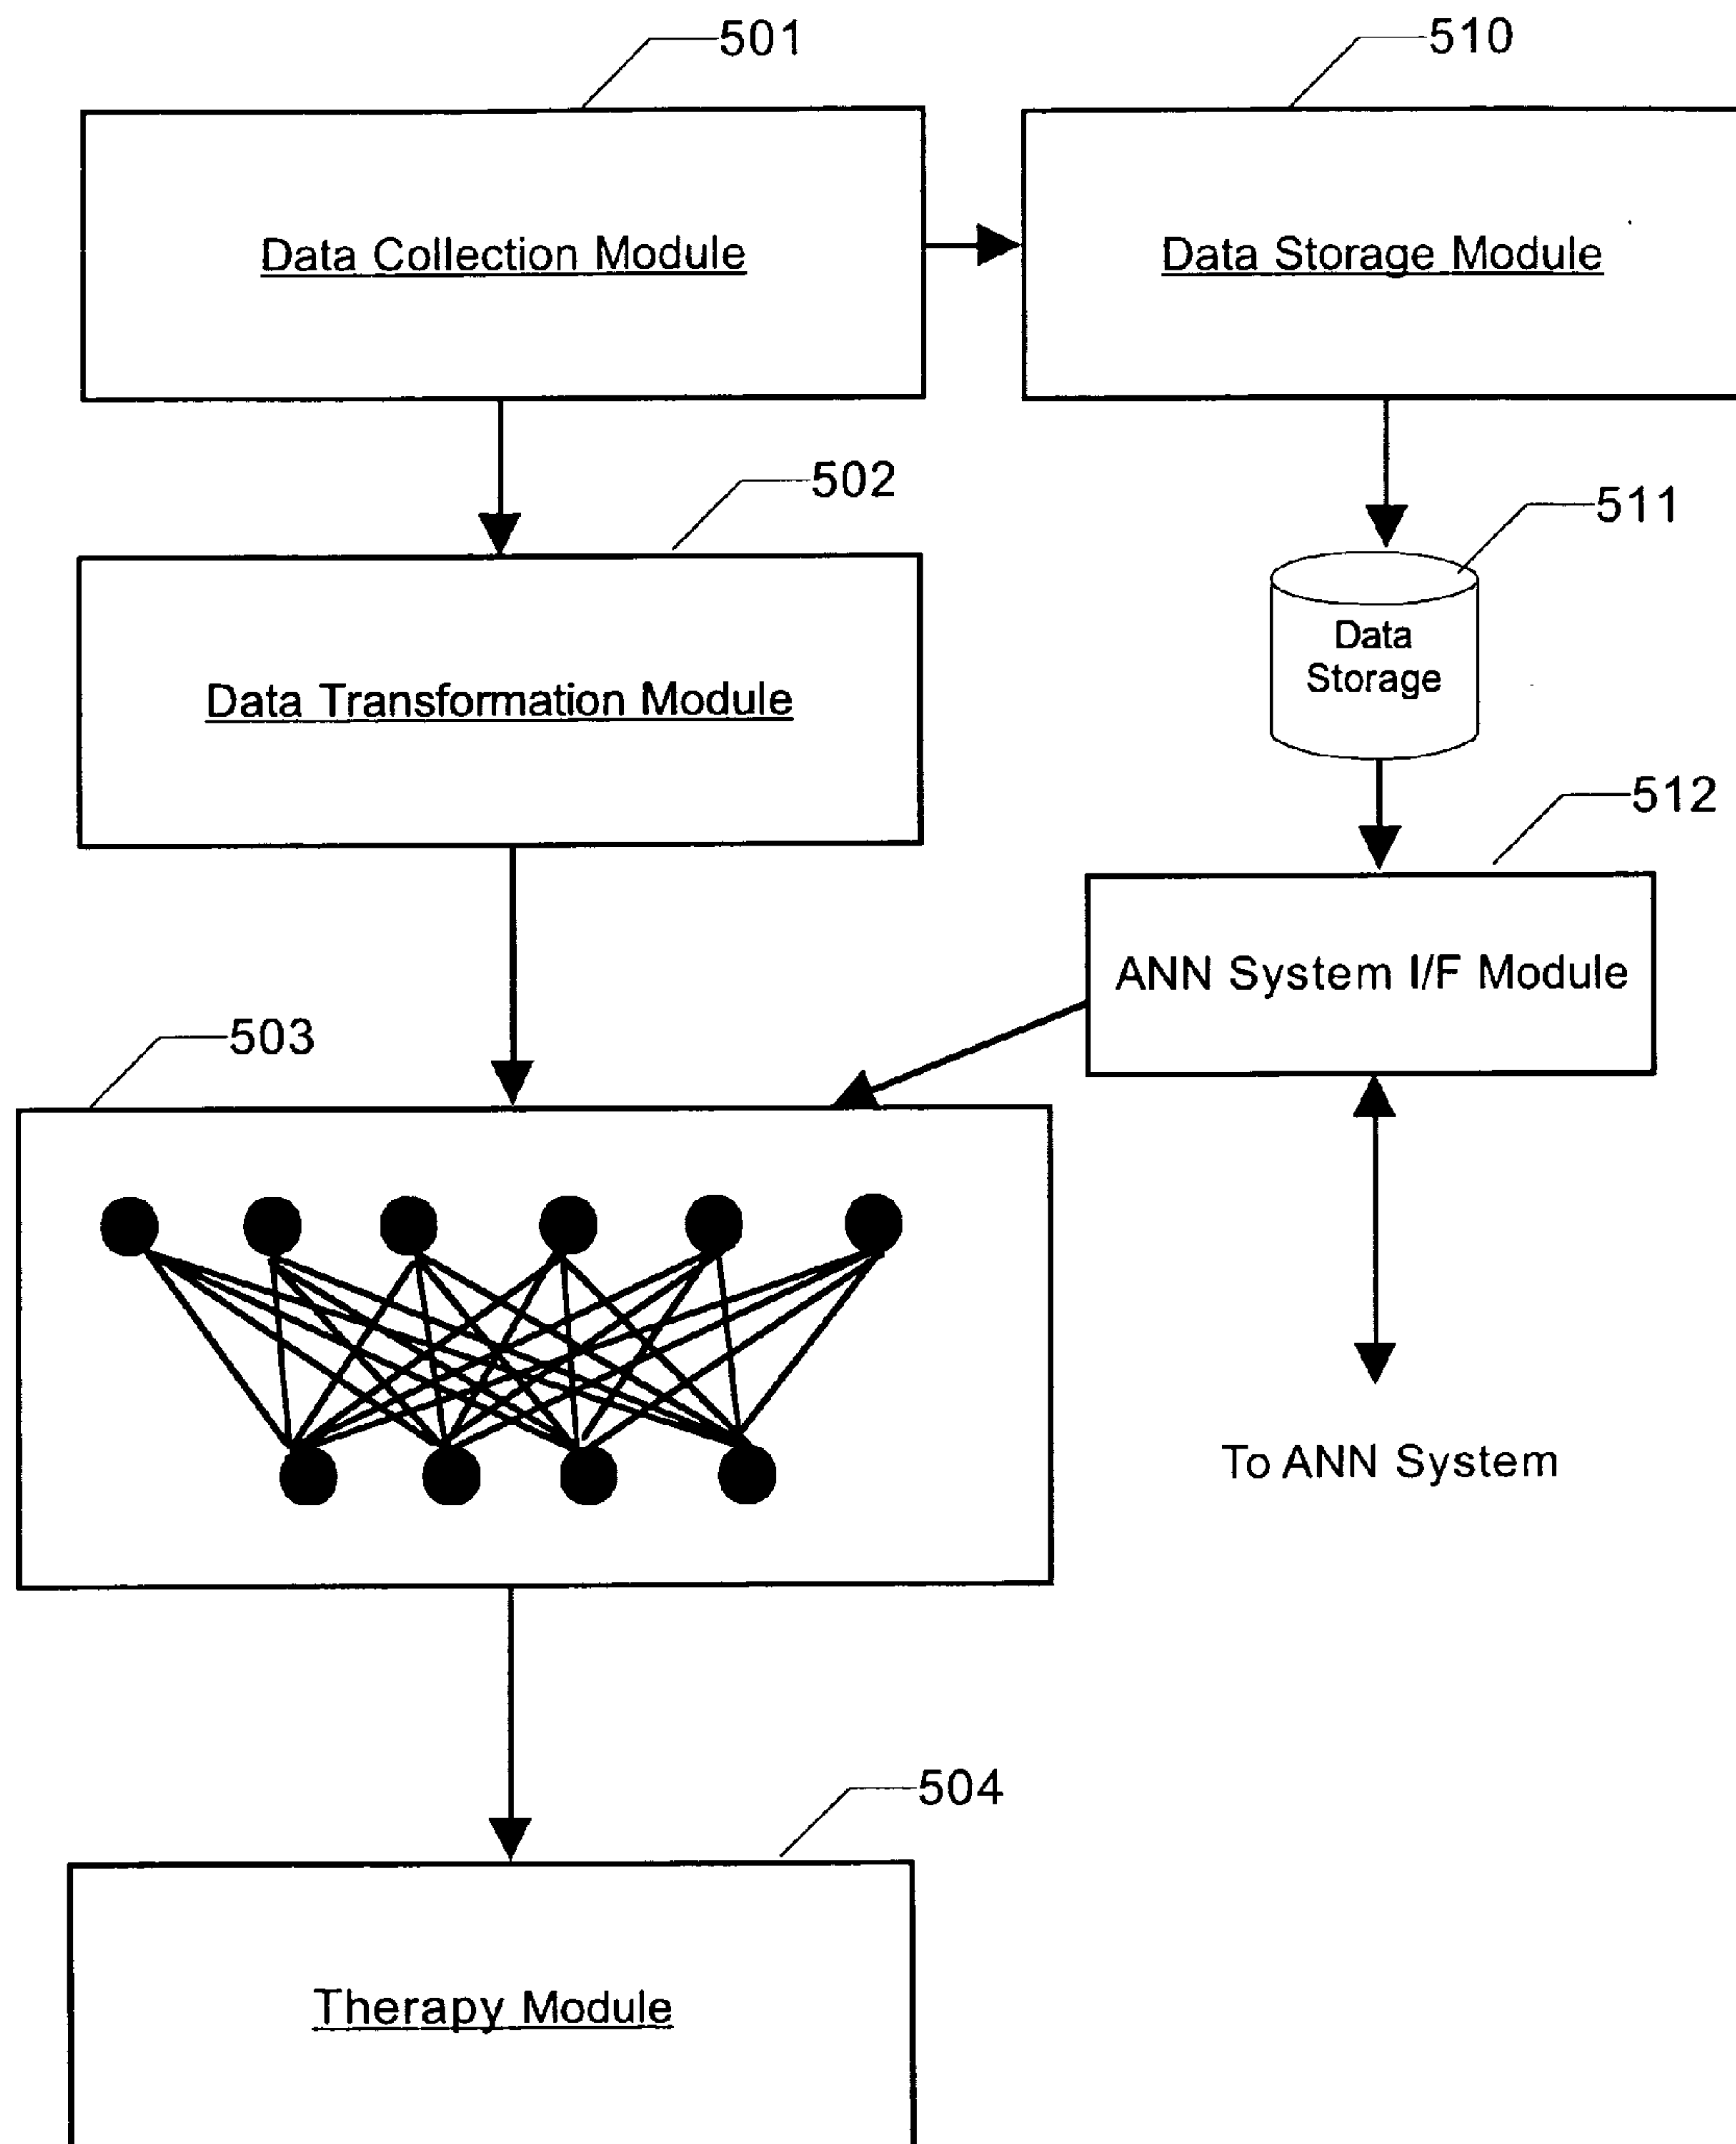 501
510
Data Collection Module
Data Storage Module
502
511
Data
Storage
Data Transformation Module
512
ANN System I/F Module
503
To ANN System
504
Therapy Module